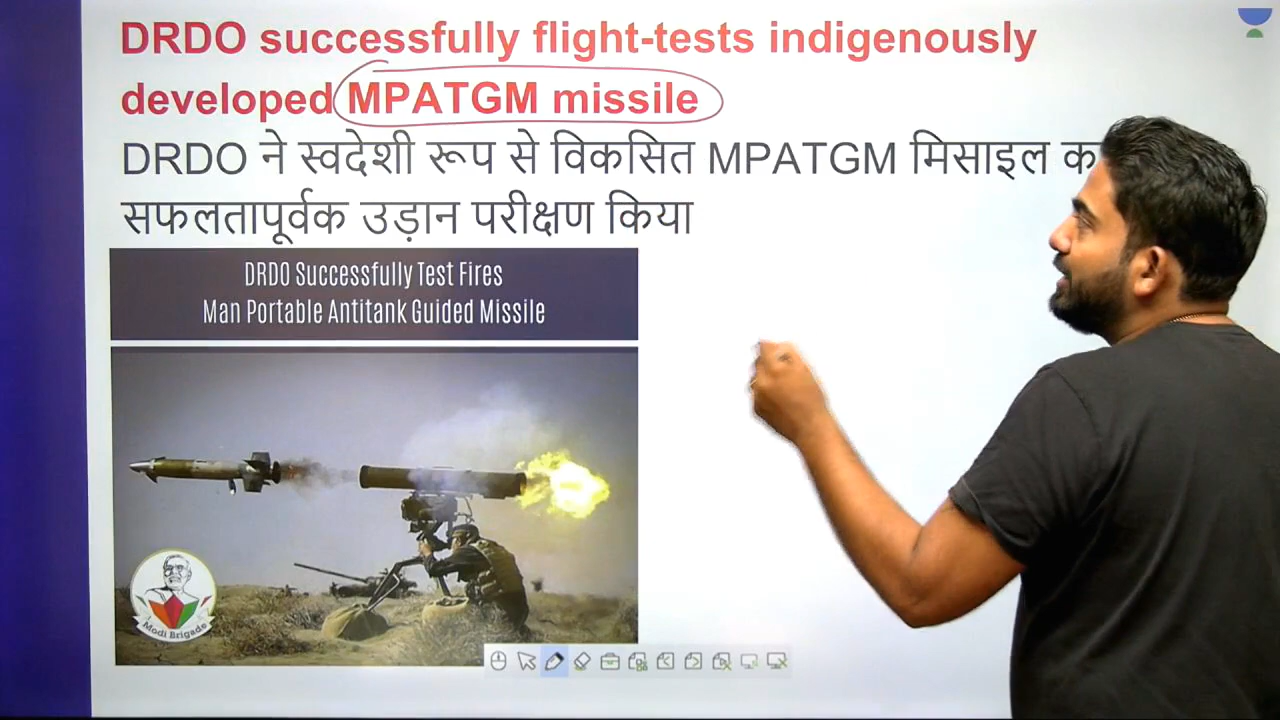 DRDO successfully flight-tests indigenously
developed MPATGM missile
DRDO ने स्वदेशी रूप से विकसित MPATGM मिसाइल का
सफलतापूर्वक उड़ान परीक्षण किया
DRDO Successfully Test Fires
Man Portable Antitank Guided Missile
Modi Brigade